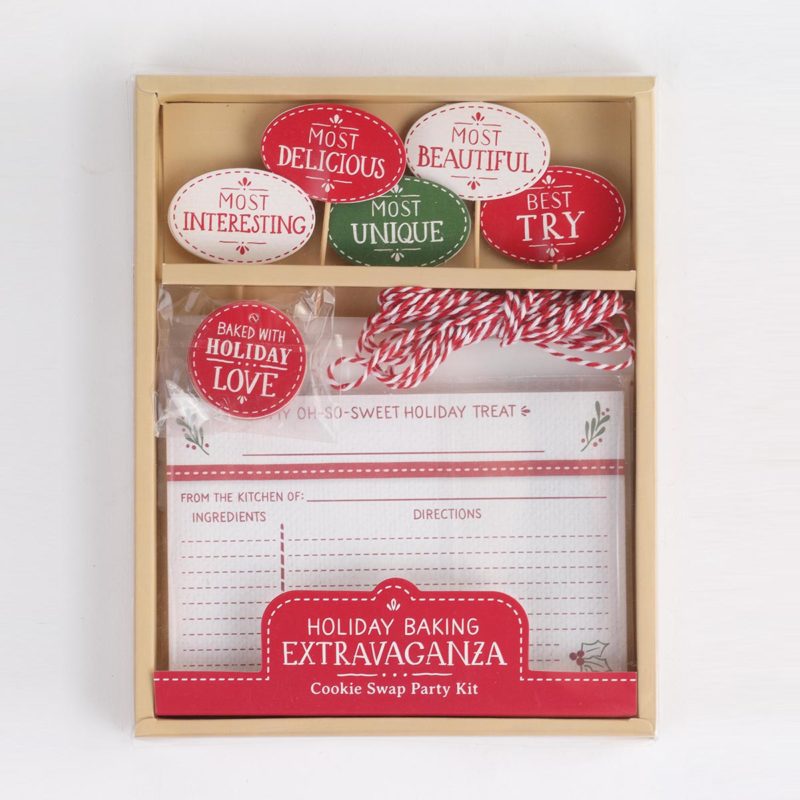 MOST
DELICIOUS
MOST
BEAUTIFUL
MOST
INTERESTING
MOST
UNIQUE
BEST
TRY
BAKED WITH
HOLIDAY
LOVE
MY OH-SO-SWEET HOLIDAY TREAT
FROM THE KITCHEN OF:
INGREDIENTS
DIRECTIONS
HOLIDAY BAKING
EXTRAVAGANZA
Cookie Swap Party Kit